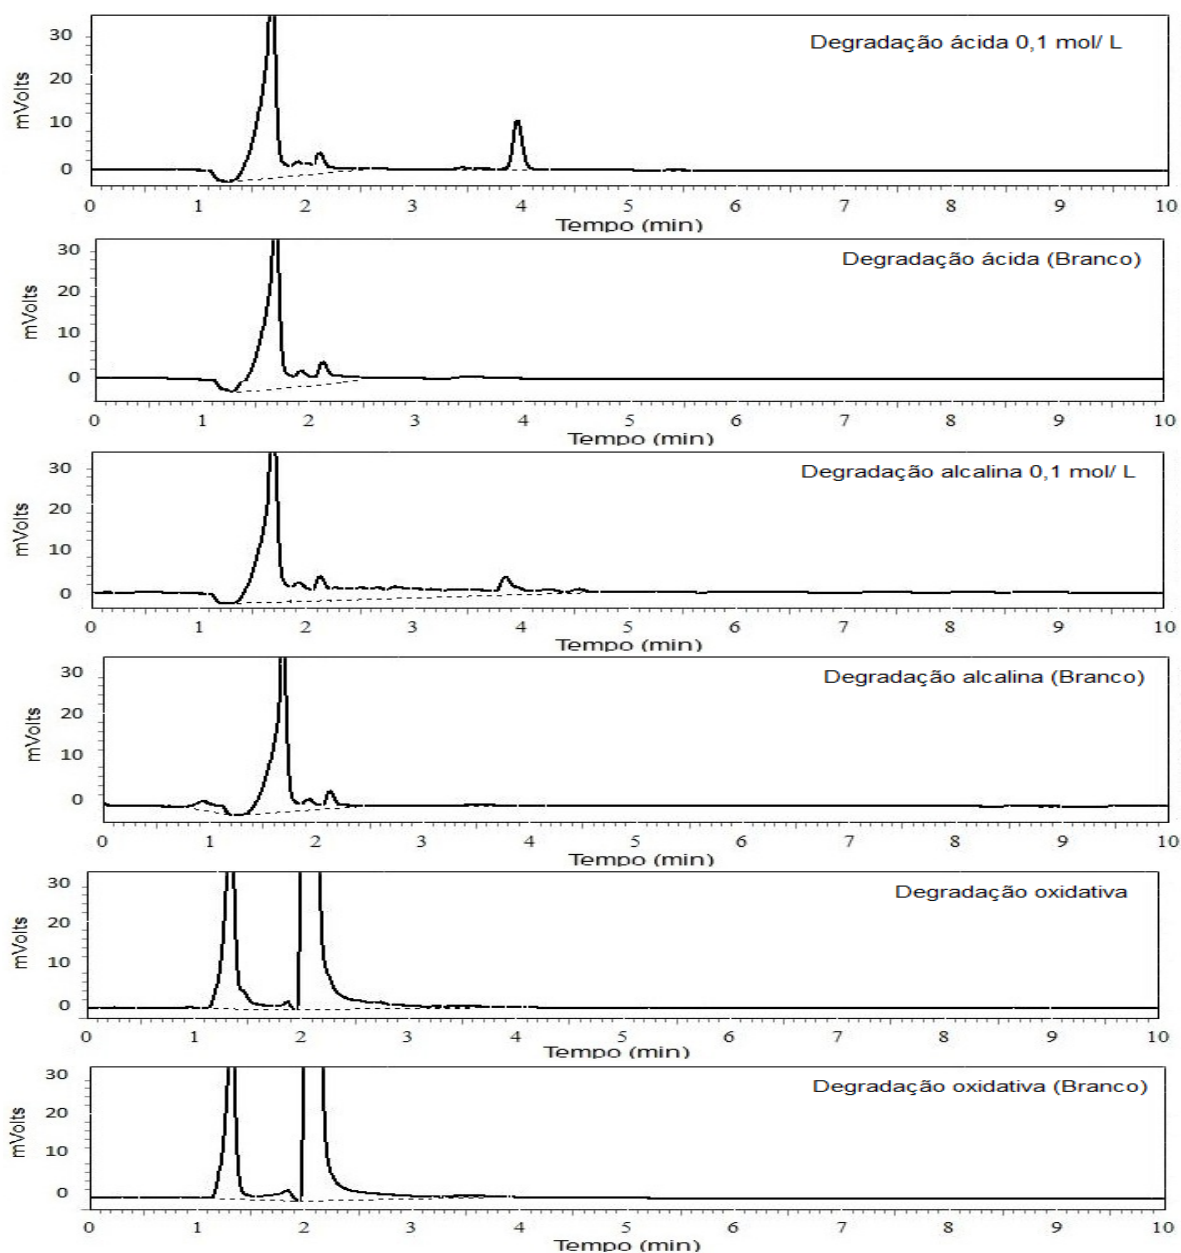 Degradação ácida 0,1 mol/ L
mVolts
30
20
10
0
0 1 2 3 4 5 6 7 8 9 10
Tempo (min)
Degradação ácida (Branco)
mVolts
30
20
10
0
0 1 2 3 4 5 6 7 8 9 10
Tempo (min)
Degradação alcalina 0,1 mol/ L
mVolts
30
20
10
0
0 1 2 3 4 5 6 7 8 9 10
Tempo (min)
Degradação alcalina (Branco)
mVolts
30
20
10
0
0 1 2 3 4 5 6 7 8 9 10
Tempo (min)
Degradação oxidativa
mVolts
30
20
10
0
0 1 2 3 4 5 6 7 8 9 10
Tempo (min)
Degradação oxidativa (Branco)
mVolts
30
20
10
0
0 1 2 3 4 5 6 7 8 9 10
Tempo (min)